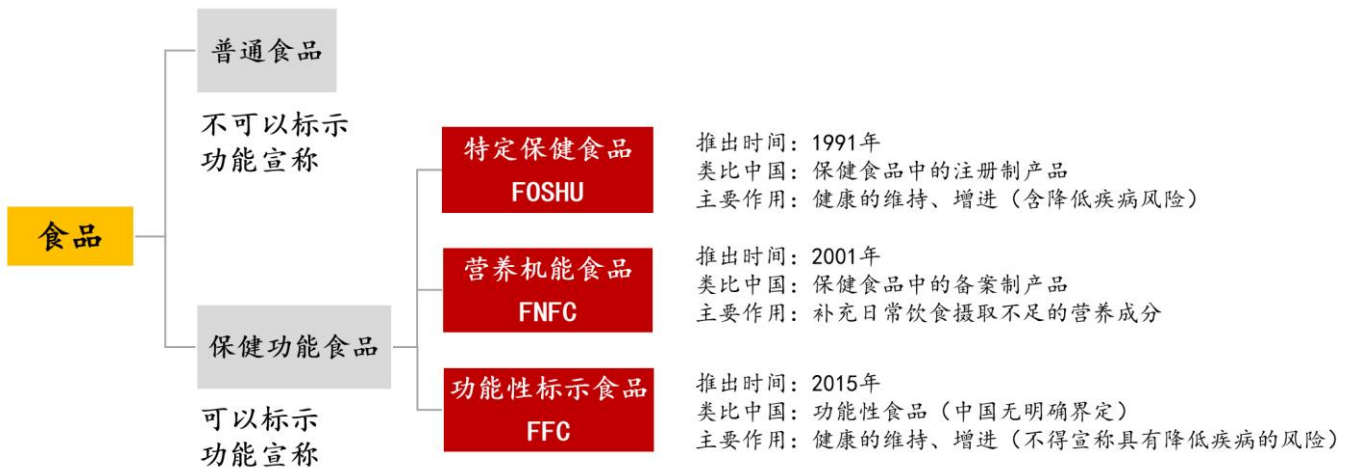 普通食品
不可以标示
功能宣称
食品
保健功能食品
可以标示
功能宣称
特定保健食品
FOSHU
推出时间：1991年
类比中国：保健食品中的注册制产品
主要作用：健康的维持、增进（含降低疾病风险）
营养机能食品
FNFC
推出时间：2001年
类比中国：保健食品中的备案制产品
主要作用：补充日常饮食摄取不足的营养成分
功能性标示食品
FFC
推出时间：2015年
类比中国：功能性食品（中国无明确界定）
主要作用：健康的维持、增进（不得宣称具有降低疾病的风险）